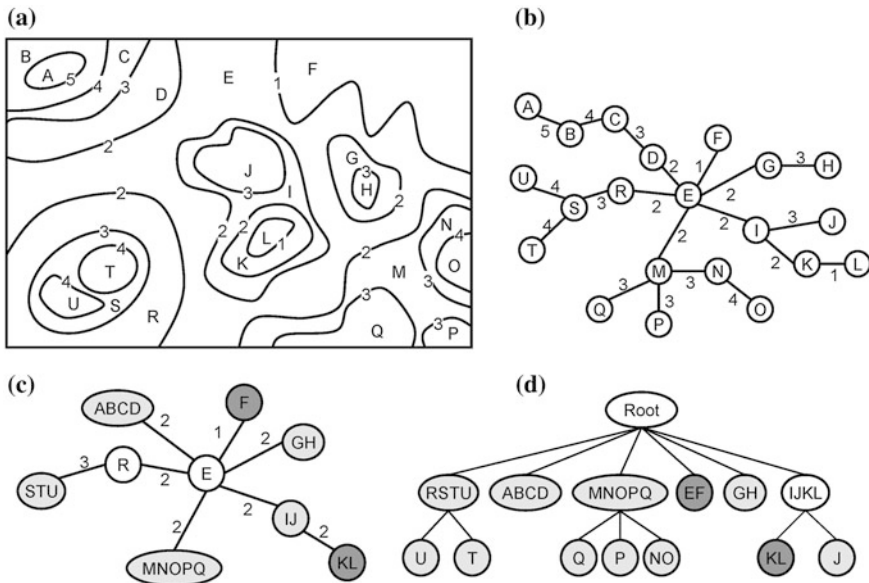 (a)
B
C
A
5
4
3
D
E
F
1
2
J
3
I
G
3
H
2
2
2
L
1
K
2
3
4
T
4
U
S
R
2
N
4
M
O
3
3
Q
3
P
(b)
A
5
B
4
C
3
D
2
F
1
G
3
H
2
E
U
4
S
3
R
2
4
T
2
I
3
J
2
K
1
L
2
M
3
N
4
O
3
Q
3
P
(c)
ABCD
2
F
1
2
GH
STU
3
R
2
E
2
IJ
2
KL
2
MNOPQ
(d)
Root
RSTU
ABCD
MNOPQ
EF
GH
IJKL
U
T
Q
P
NO
KL
J